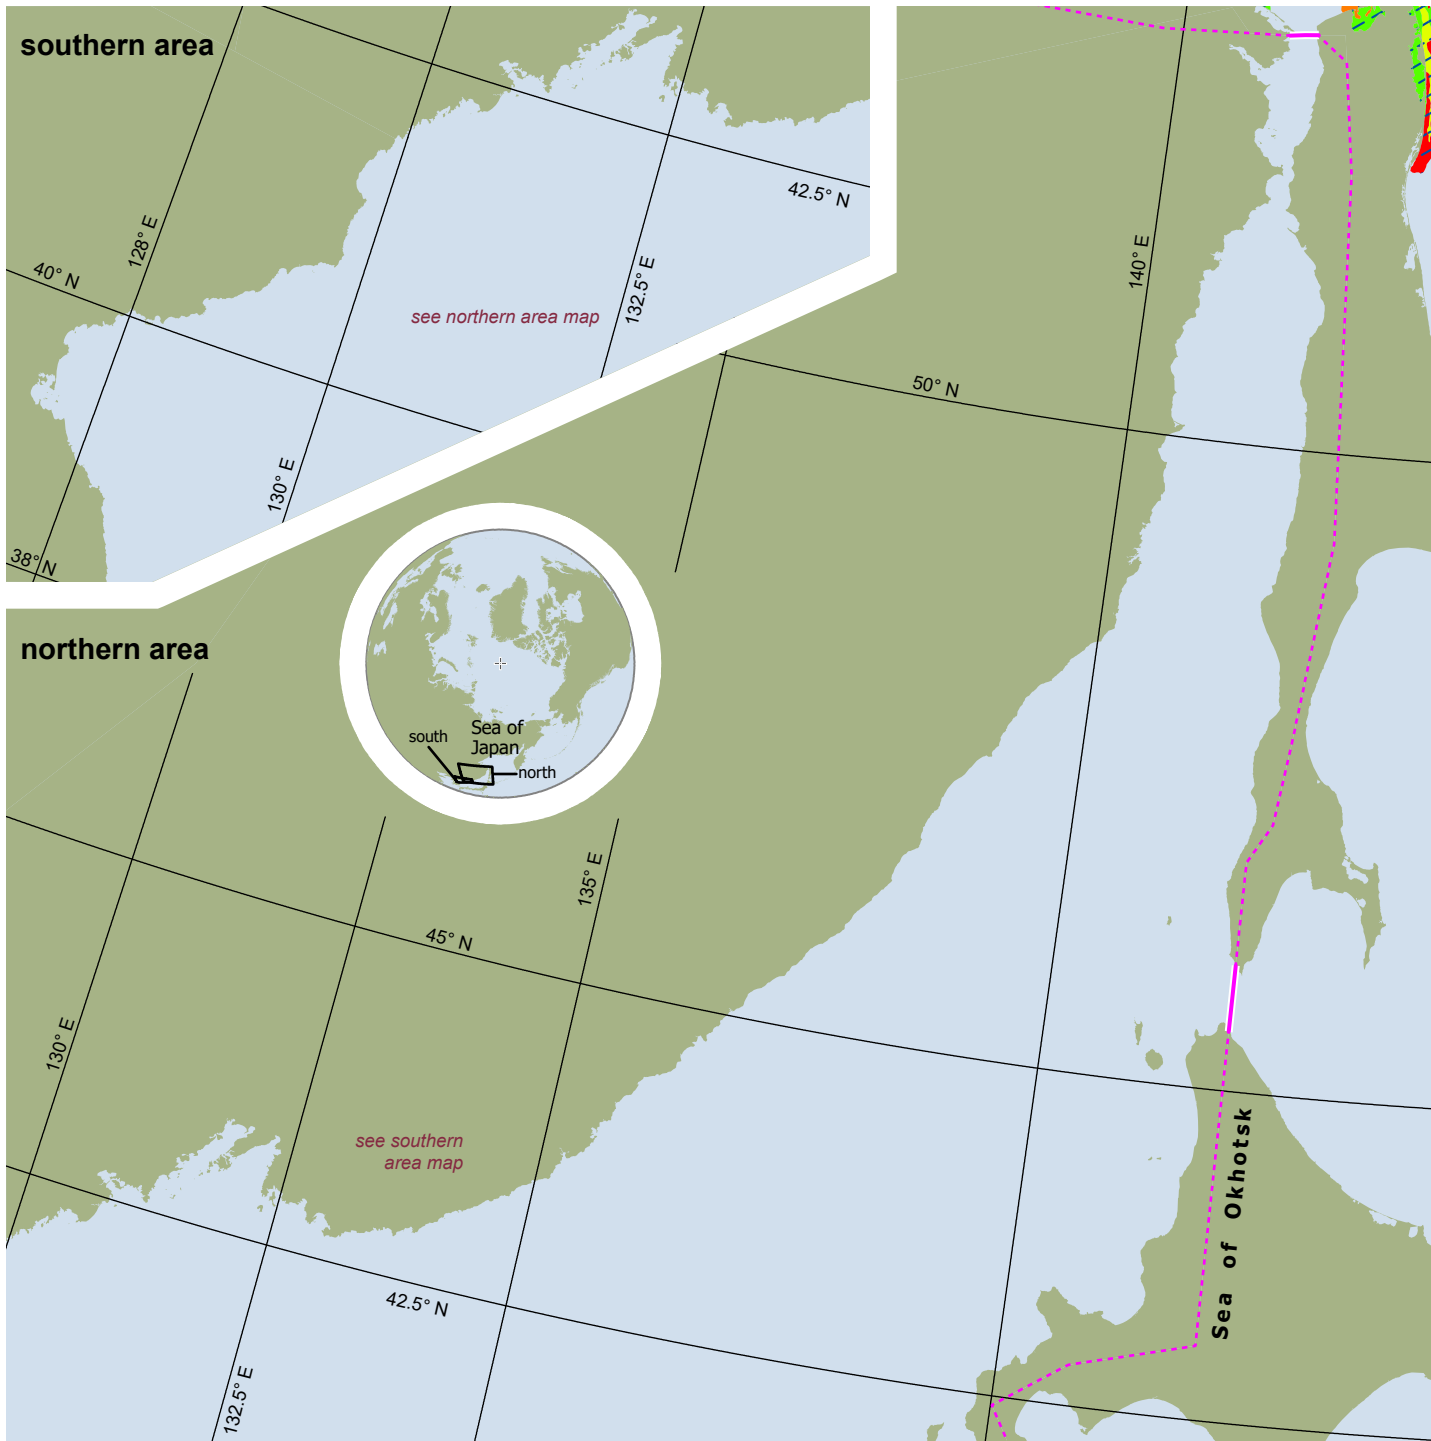 southern area
128° E
40° N
38° N
130° E
132.5° E
42.5° N
see northern area map
140° E
50° N
northern area
south
Sea of
Japan
north
135° E
45° N
130° E
see southern
area map
42.5° N
132.5° E
Sea of Okhotsk